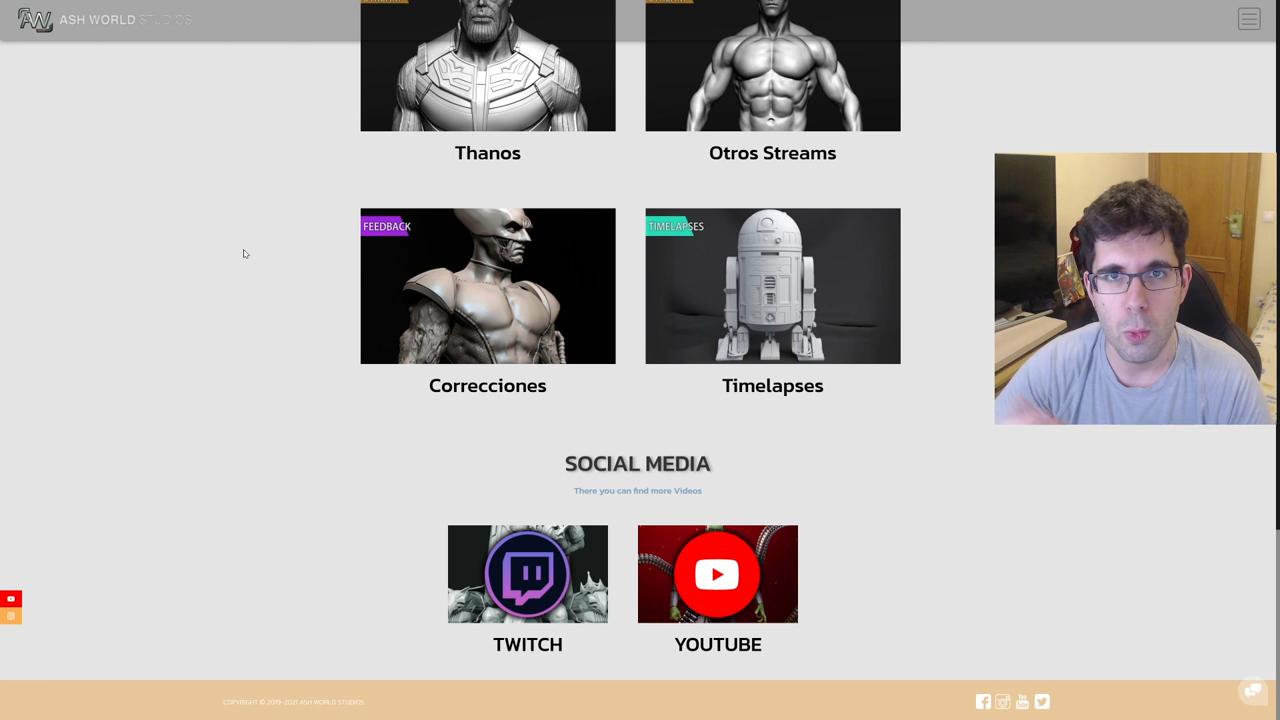 ASH WORLD STUDIOS
Thanos
Otros Streams
FEEDBACK
TIMELAPSES
Correcciones
Timelapses
SOCIAL MEDIA
There you can find more Videos
TWITCH
YOUTUBE
COPYRIGHT © 2019-2021 ASH WORLD STUDIOS